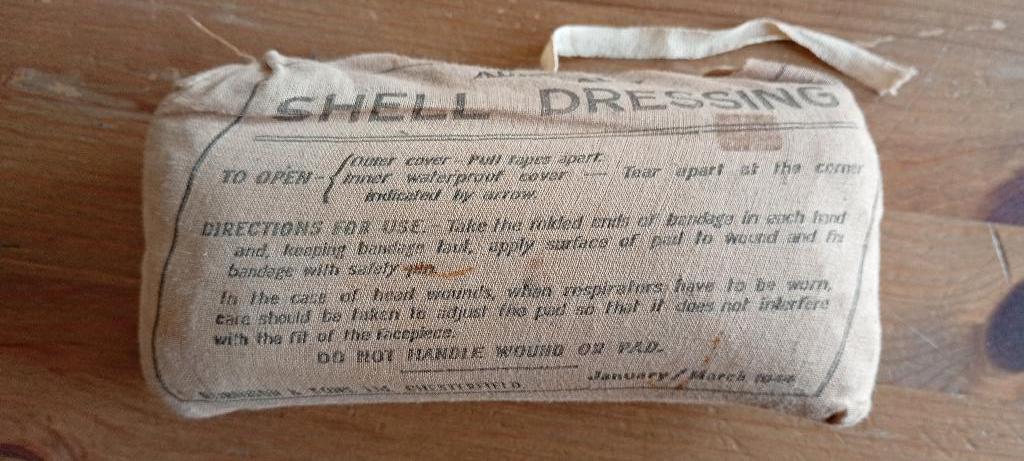 SHELL DRESSING
TO OPEN - { Outer cover - Pull tapes apart.
Inner waterproof cover — Tear apart at the corner
indicated by arrow.
DIRECTIONS FOR USE. - Take the folded ends of bandage in each hand
and, keeping bandage taut, apply surface of pad to wound and fix
bandage with safety pin.
In the case of head wounds, when respirators have to be worn,
care should be taken to adjust the pad so that it does not interfere
with the fit of the facepiece.
DO NOT HANDLE WOUND OR PAD.
January / March
& SONS LTD CHESTERFIELD